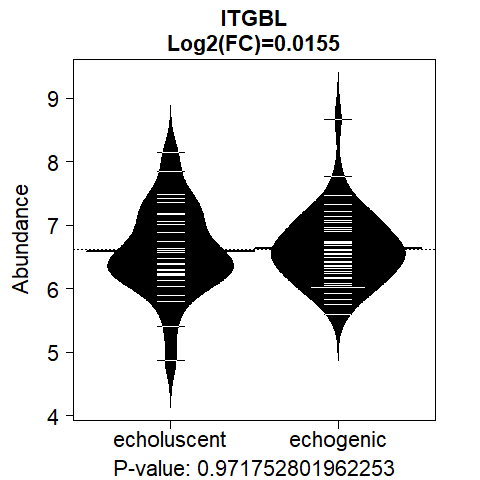 ITGBL
Log2(FC)=0.0155
Abundance
9
8
7
6
5
4
echoluscent echogenic
P-value: 0.971752801962253